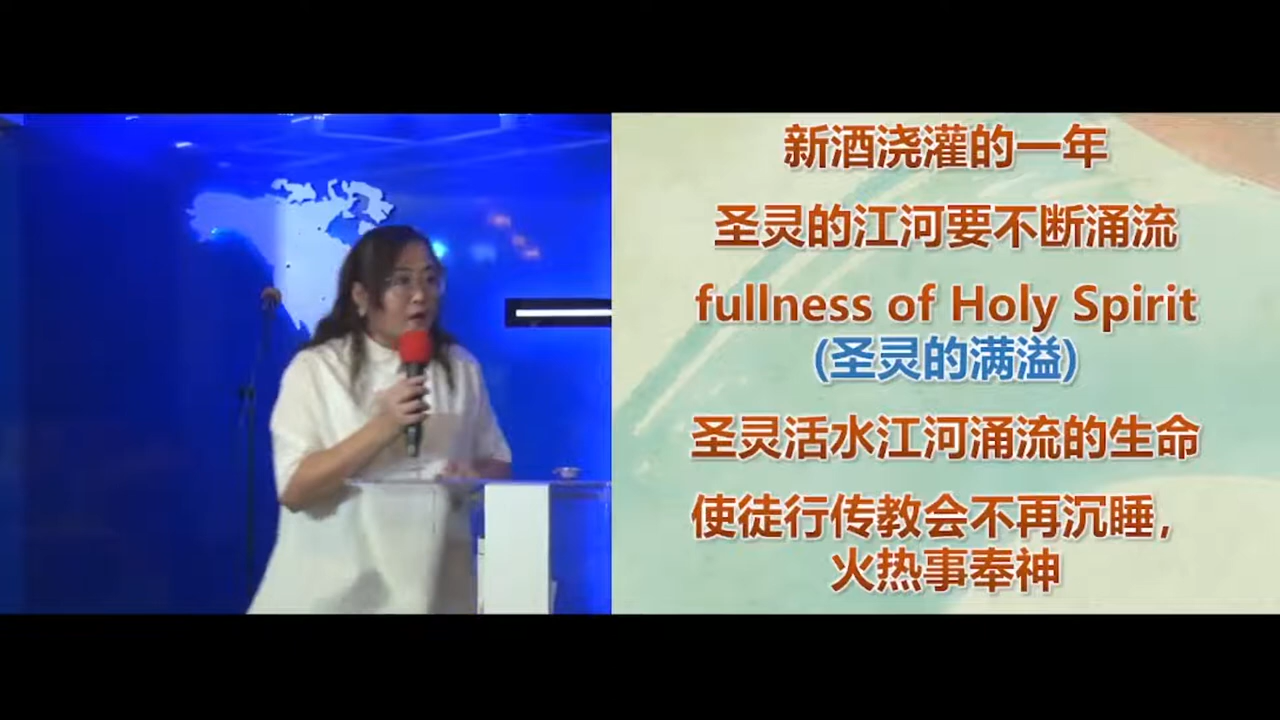 新酒浇灌的一年
圣灵的江河要不断涌流
fullness of Holy Spirit
(圣灵的满溢)
圣灵活水江河涌流的生命
使徒行传教会不再沉睡，
火热事奉神